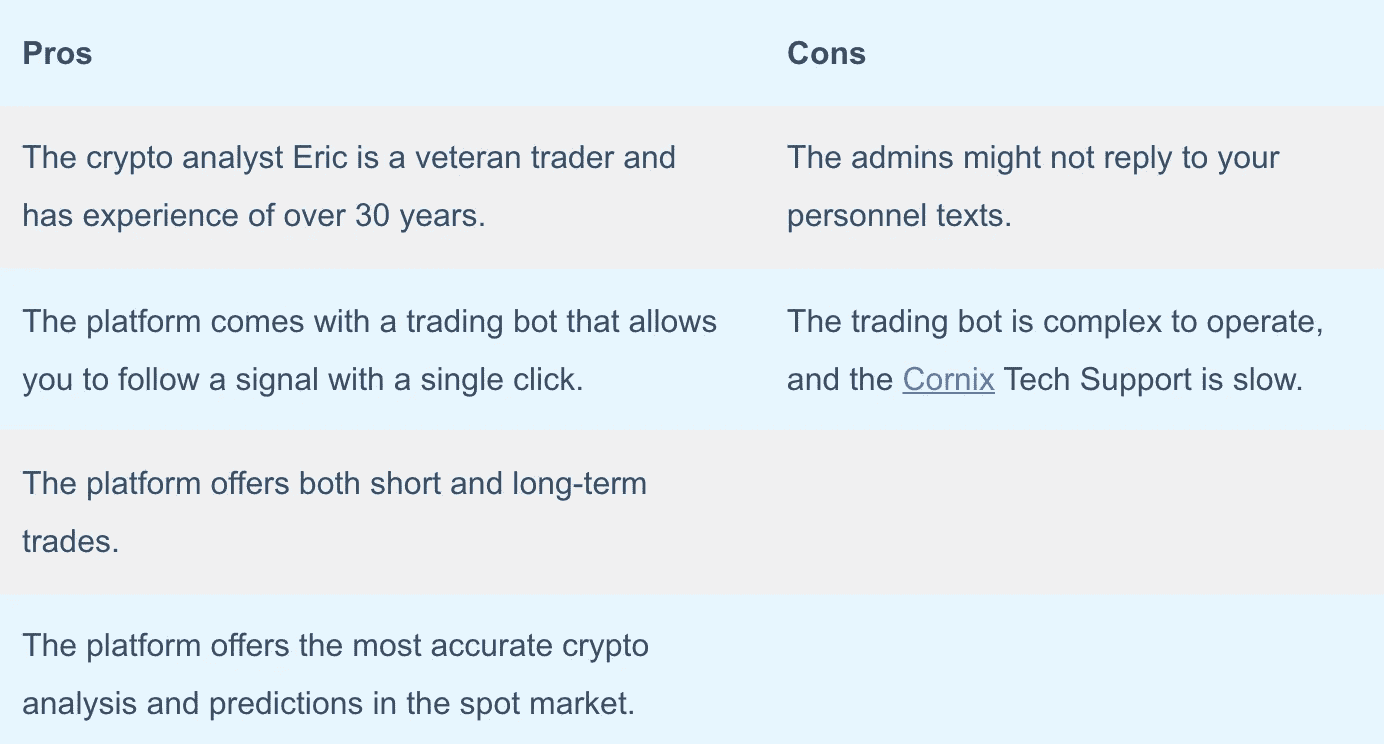 Pros
Cons
The crypto analyst Eric is a veteran trader and
has experience of over 30 years.
The admins might not reply to your
personnel texts.
The platform comes with a trading bot that allows
you to follow a signal with a single click.
The trading bot is complex to operate,
and the Cornix Tech Support is slow.
The platform offers both short and long-term
trades.
The platform offers the most accurate crypto
analysis and predictions in the spot market.